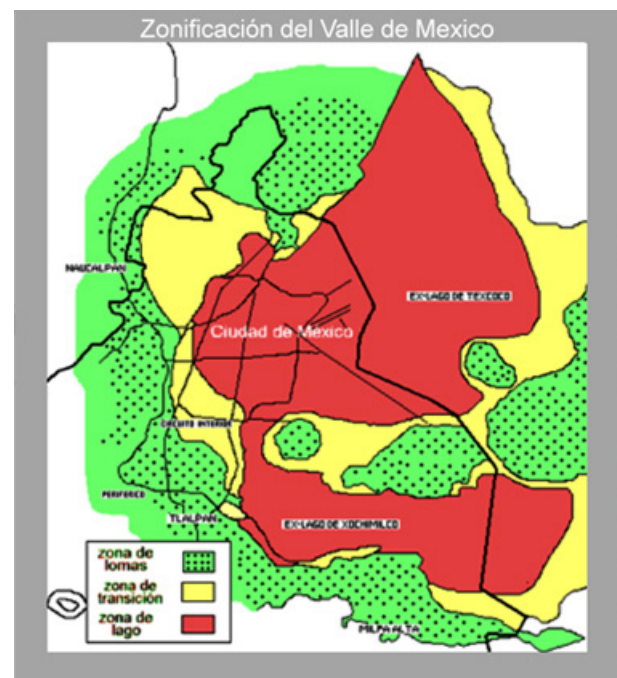 Zonificación del Valle de Mexico
NAUCALPAN
EX-LAGO DE TEXCOCO
Ciudad de Mexico
CIRCUITO INTERIOR
PERIFERICO
TLALPAN
EX-LAGO DE XOCHIMILCO
MILPA ALTA
zona de
lomas
zona de
transición
zona de
lago